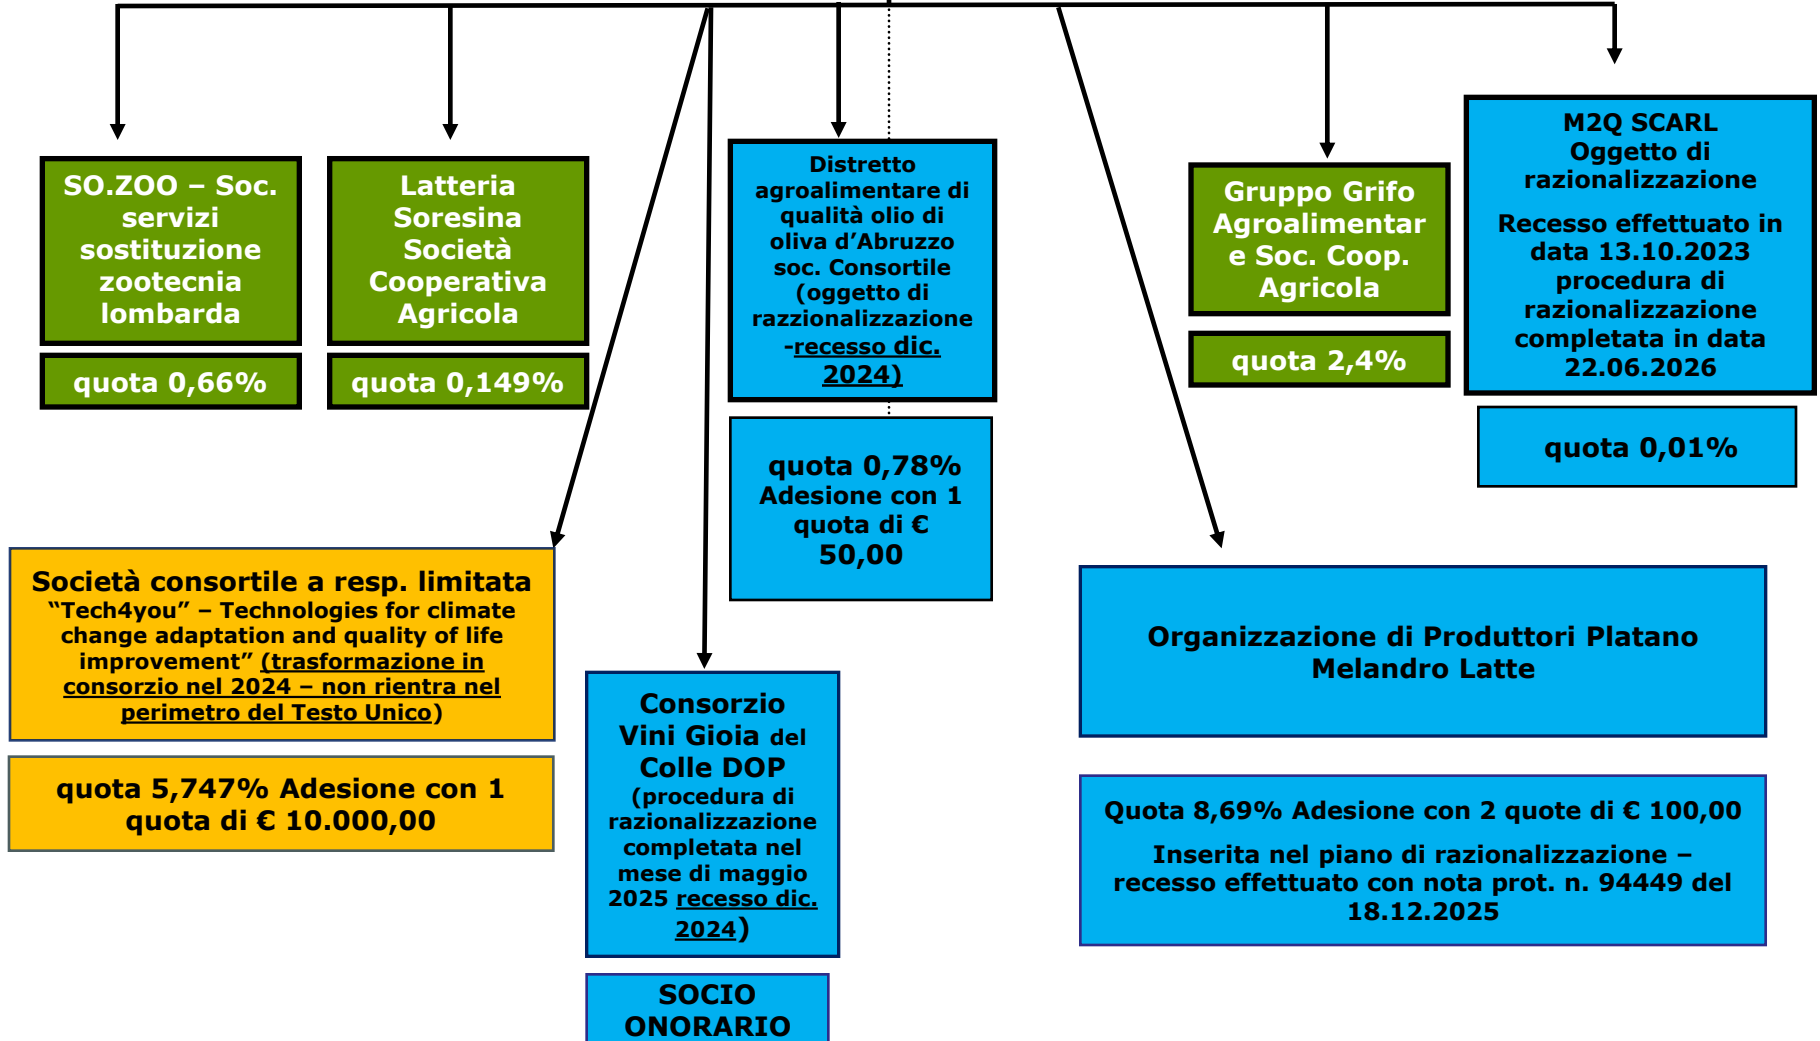 SO.ZOO – Soc.
servizi
sostituzione
zootecnia
lombarda
quota 0,66%
Latteria
Soresina
Società
Cooperativa
Agricola
quota 0,149%
Distretto
agroalimentare di
qualità olio di
oliva d’Abruzzo
soc. Consortile
(oggetto di
razzionalizzazione
-recesso dic.
2024)
quota 0,78%
Adesione con 1
quota di €
50,00
Gruppo Grifo
Agroalimentar
e Soc. Coop.
Agricola
quota 2,4%
M2Q SCARL
Oggetto di
razionalizzazione
Recesso effettuato in
data 13.10.2023
procedura di
razionalizzazione
completata in data
22.06.2026
quota 0,01%
Società consortile a resp. limitata
“Tech4you” – Technologies for climate
change adaptation and quality of life
improvement” (trasformazione in
consorzio nel 2024 – non rientra nel
perimetro del Testo Unico)
quota 5,747% Adesione con 1
quota di € 10.000,00
Consorzio
Vini Gioia del
Colle DOP
(procedura di
razionalizzazione
completata nel
mese di maggio
2025 recesso dic.
2024)
SOCIO
ONORARIO
Organizzazione di Produttori Platano
Melandro Latte
Quota 8,69% Adesione con 2 quote di € 100,00
Inserita nel piano di razionalizzazione –
recesso effettuato con nota prot. n. 94449 del
18.12.2025